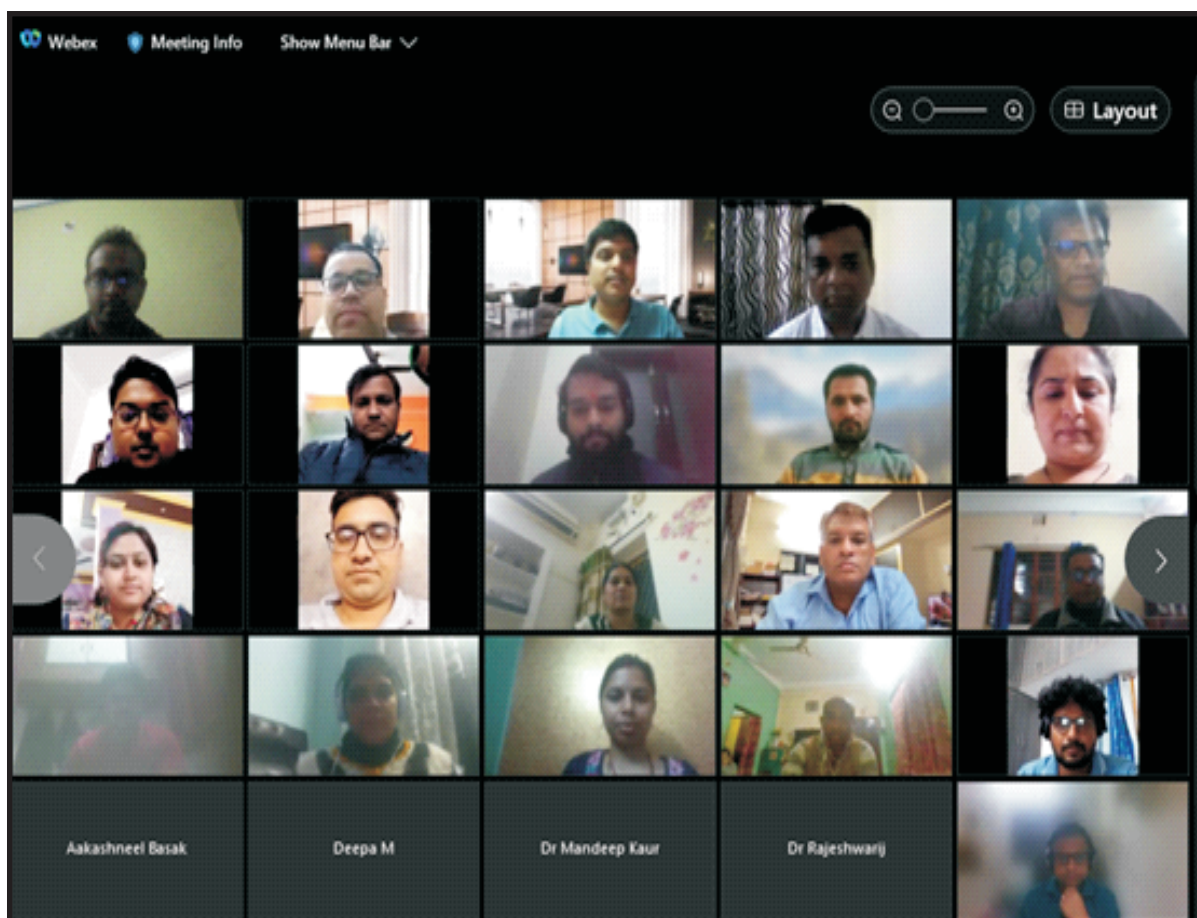 Webex Meeting Info Show Menu Bar
Layout
Aakashneel Basak Deepa M Dr Mandeep Kaur Dr Rajeshwarij